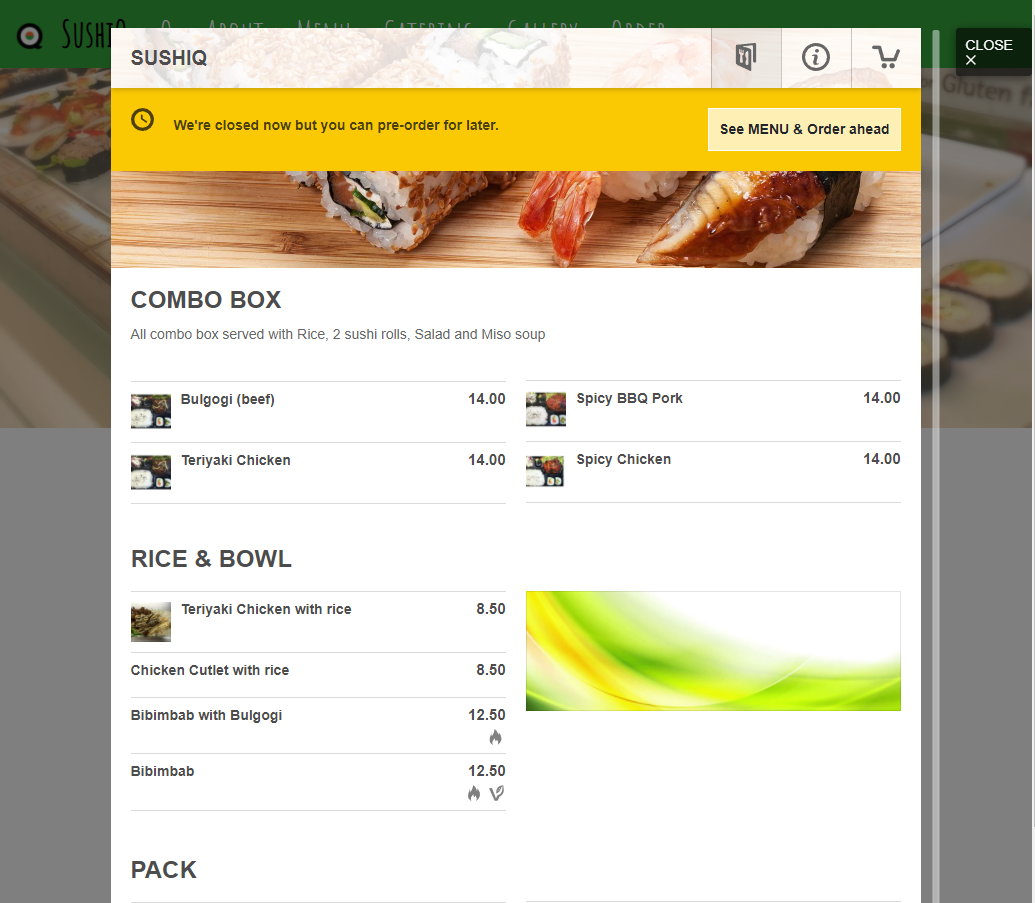 SushiQ Q About Menu Catering Gallery Order
CLOSE
×
SUSHIQ
Gluten f
We're closed now but you can pre-order for later.
See MENU & Order ahead
COMBO BOX
All combo box served with Rice, 2 sushi rolls, Salad and Miso soup
Bulgogi (beef) 14.00
Spicy BBQ Pork 14.00
Teriyaki Chicken 14.00
Spicy Chicken 14.00
RICE & BOWL
Teriyaki Chicken with rice 8.50
Chicken Cutlet with rice 8.50
Bibimbab with Bulgogi 12.50
Bibimbab 12.50
PACK